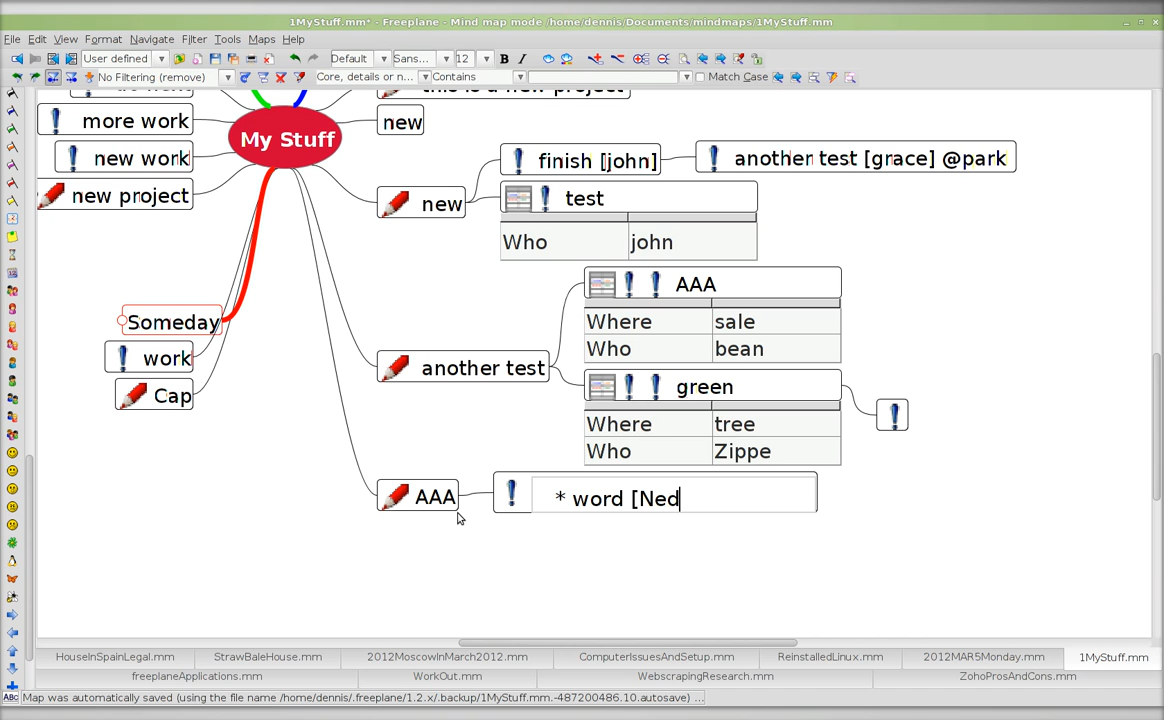 1MyStuff.mm* - Freeplane - Mind map mode /home/dennis/Documents/mindmaps/1MyStuff.mm
File Edit View Format Navigate Filter Tools Maps Help
User defined Default Sans... 12 B I
No Filtering (remove) Core, details or n... Contains Match Case
this is a new project
more work
My Stuff
new
new work
finish [john]
another test [grace] @park
new project
new
test
Who john
AAA
Where sale
Who bean
Someday
work
another test
green
Cap
Where tree
Who Zippe
AAA
* word [Ned
HouseInSpainLegal.mm StrawBaleHouse.mm 2012MoscowInMarch2012.mm ComputerIssuesAndSetup.mm ReinstalledLinux.mm 2012MAR5Monday.mm 1MyStuff.mm
freeplaneApplications.mm WorkOut.mm WebscrapingResearch.mm ZohoProsAndCons.mm
ABC Map was automatically saved (using the file name /home/dennis/.freeplane/1.2.x/.backup/1MyStuff.mm.-487200486.10.autosave) ...